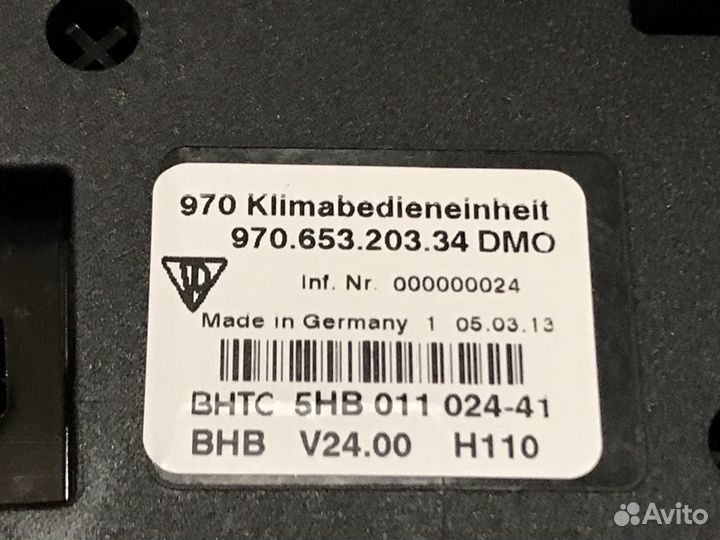 970 Klimabedieneinheit
970.653.203.34 DMO
Inf. Nr. 000000024
Made in Germany 1 05.03.13
BHTC 5HB 011 024-41
BHB V24.00 H110
Avito